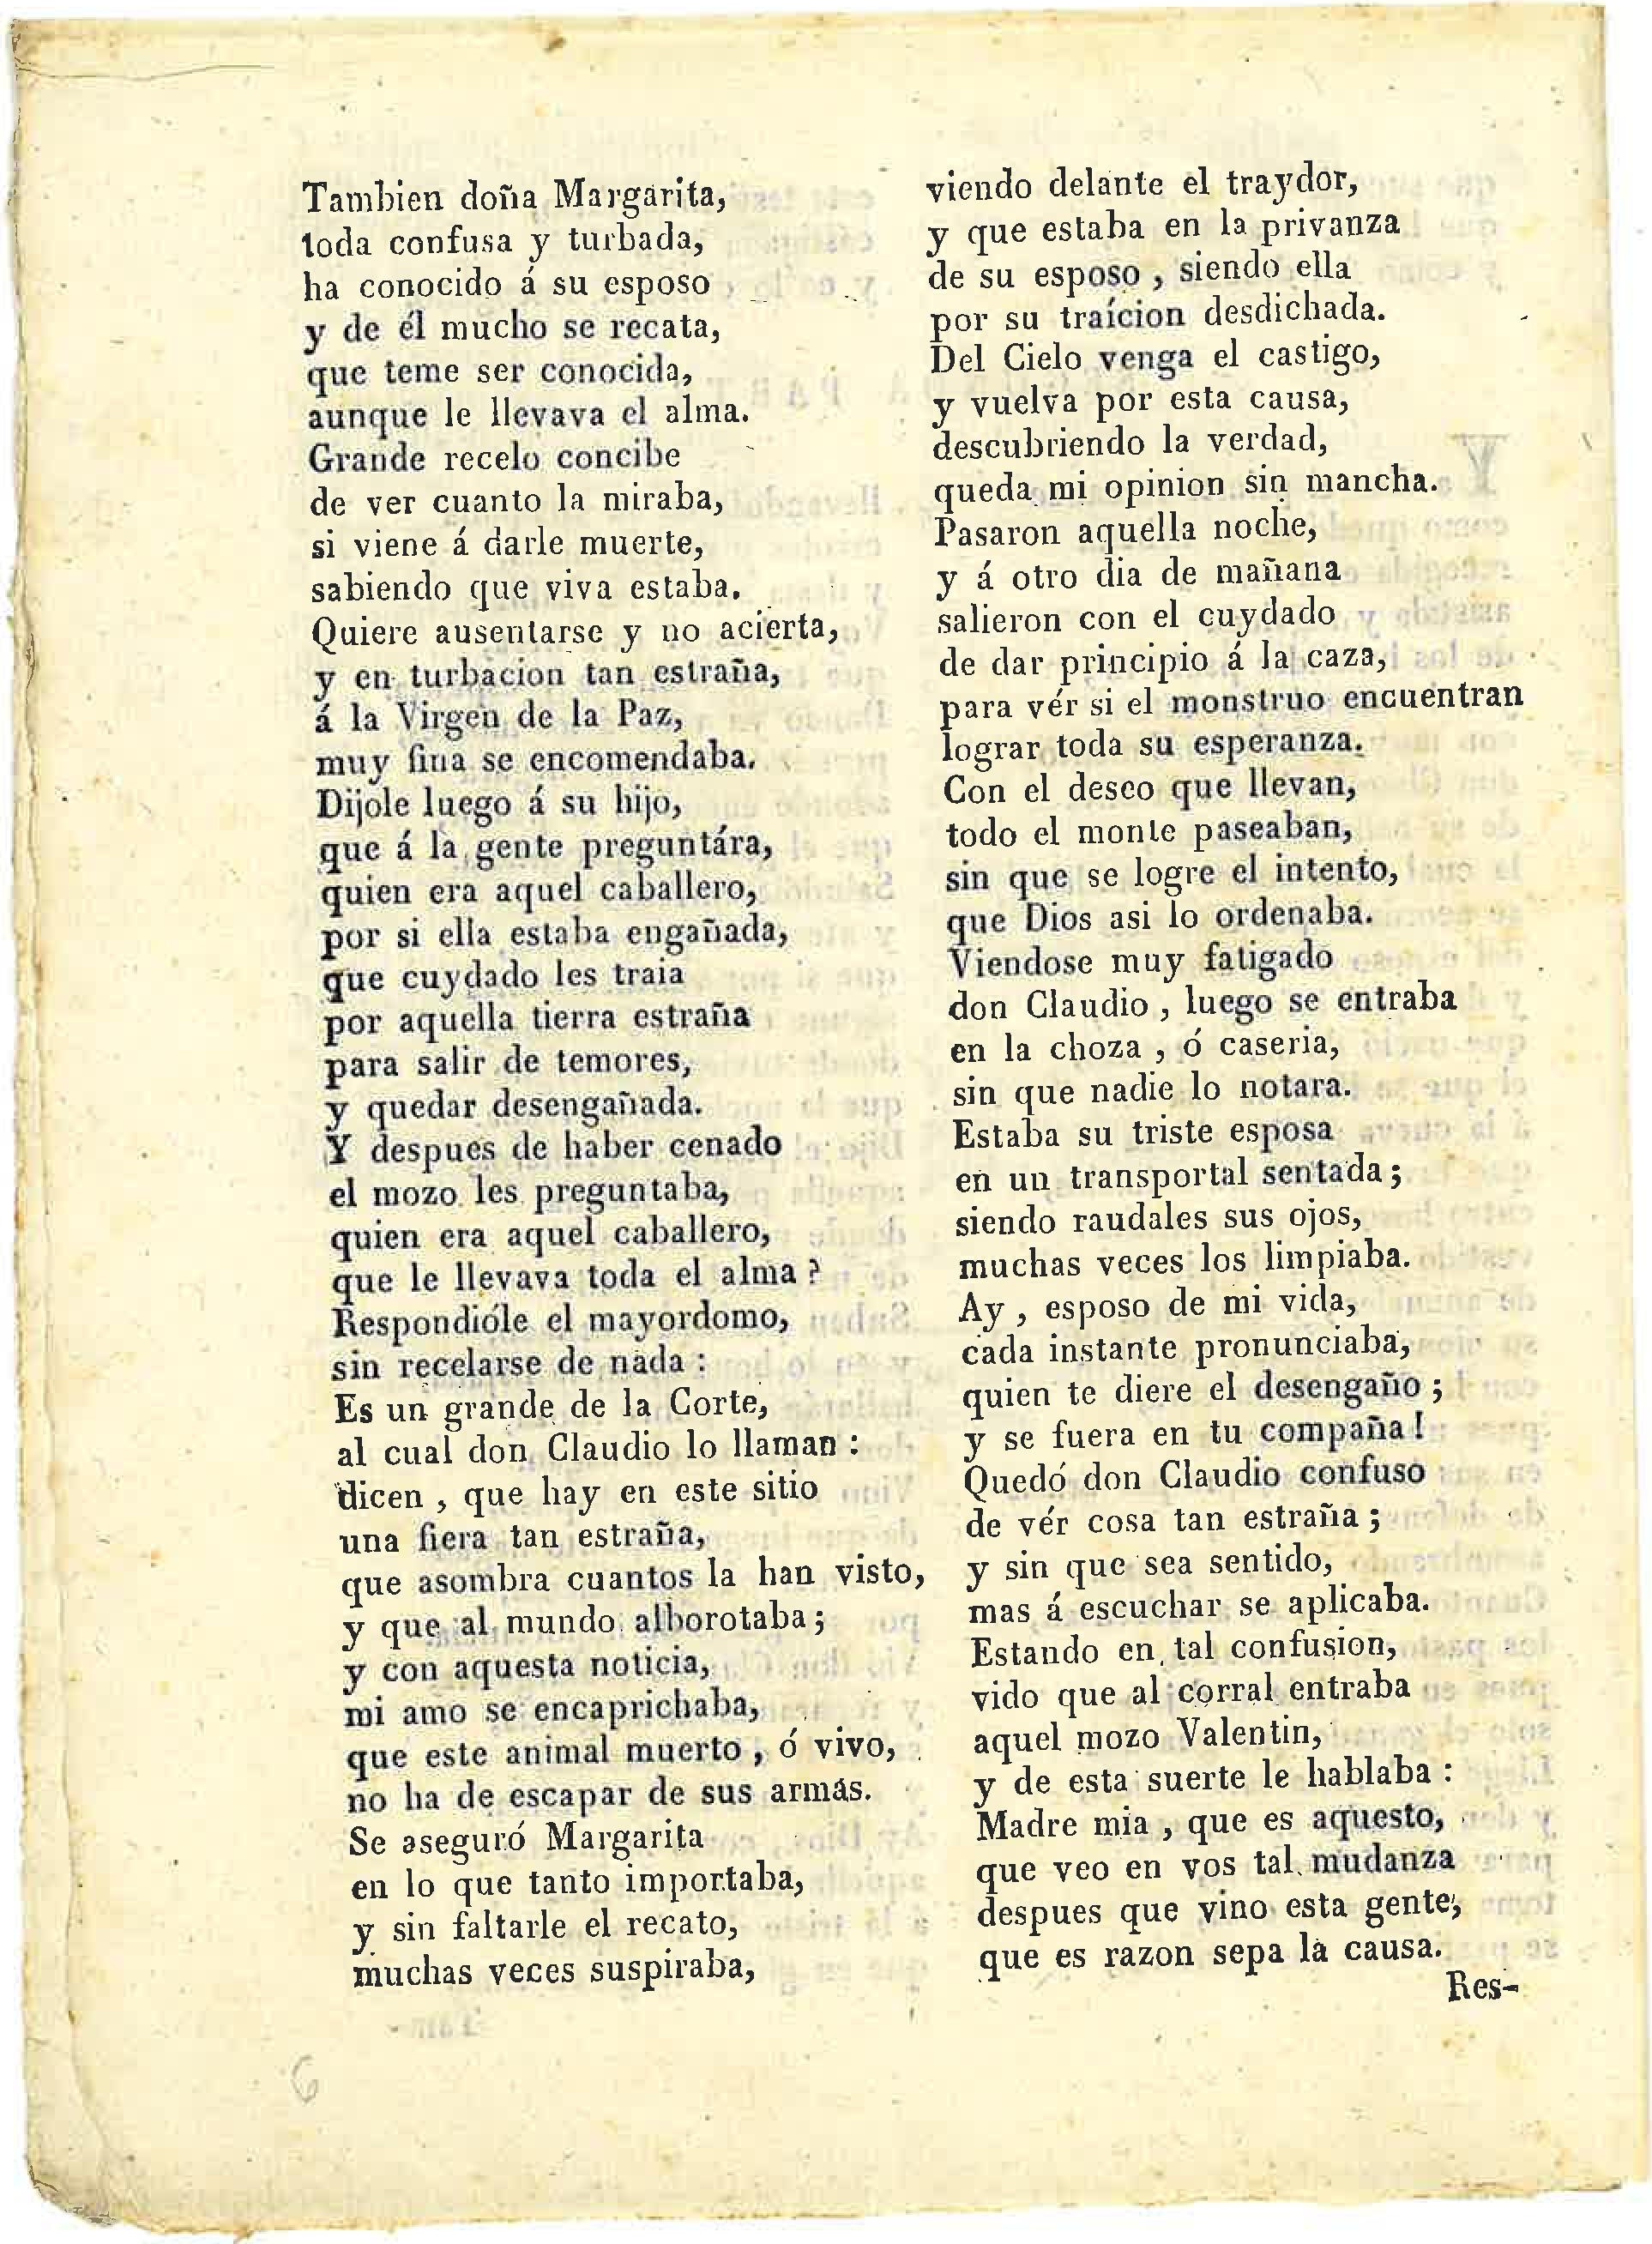 Tambien doña Margarita,
toda confusa y turbada,
ha conocido á su esposo
y de él mucho se recata,
que teme ser conocida,
aunque le llevava el alma.
Grande recelo concibe
de ver cuanto la miraba,
si viene á darle muerte,
sabiendo que viva estaba.
Quiere ausentarse y no acierta,
y en turbacion tan estraña,
á la Virgen de la Paz,
muy fina se encomendaba.
Dijole luego á su hijo,
que á la gente preguntára,
quien era aquel caballero,
por si ella estaba engañada,
que cuydado les traia
por aquella tierra estraña
para salir de temores,
y quedar desengañada.
Y despues de haber cenado
el mozo les preguntaba,
quien era aquel caballero,
que le llevava toda el alma?
Respondióle el mayordomo,
sin recelarse de nada:
Es un grande de la Corte,
al cual don Claudio lo llaman:
dicen, que hay en este sitio
una fiera tan estraña,
que asombra cuantos la han visto,
y que al mundo alborotaba;
y con aquesta noticia,
mi amo se encaprichaba,
que este animal muerto, ó vivo,
no ha de escapar de sus armas.
Se aseguró Margarita
en lo que tanto importaba,
y sin faltarle el recato,
muchas veces suspiraba,
viendo delante el traydor,
y que estaba en la privanza
de su esposo, siendo ella
por su traícion desdichada.
Del Cielo venga el castigo,
y vuelva por esta causa,
descubriendo la verdad,
queda mi opinion sin mancha.
Pasaron aquella noche,
y á otro dia de mañana
salieron con el cuydado
de dar principio á la caza,
para vér si el monstruo encuentran
lograr toda su esperanza.
Con el deseo que llevan,
todo el monte paseaban,
sin que se logre el intento,
que Dios asi lo ordenaba.
Viendose muy fatigado
don Claudio, luego se entraba
en la choza, ó caseria,
sin que nadie lo notara.
Estaba su triste esposa
en un transportal sentada;
siendo raudales sus ojos,
muchas veces los limpiaba.
Ay, esposo de mi vida,
cada instante pronunciaba,
quien te diere el desengaño;
y se fuera en tu compaña!
Quedó don Claudio confuso
de vér cosa tan estraña;
y sin que sea sentido,
mas á escuchar se aplicaba.
Estando en tal confusion,
vido que al corral entraba
aquel mozo Valentin,
y de esta suerte le hablaba:
Madre mia, que es aquesto,
que veo en vos tal mudanza
despues que vino esta gente,
que es razon sepa la causa.
Res-
6